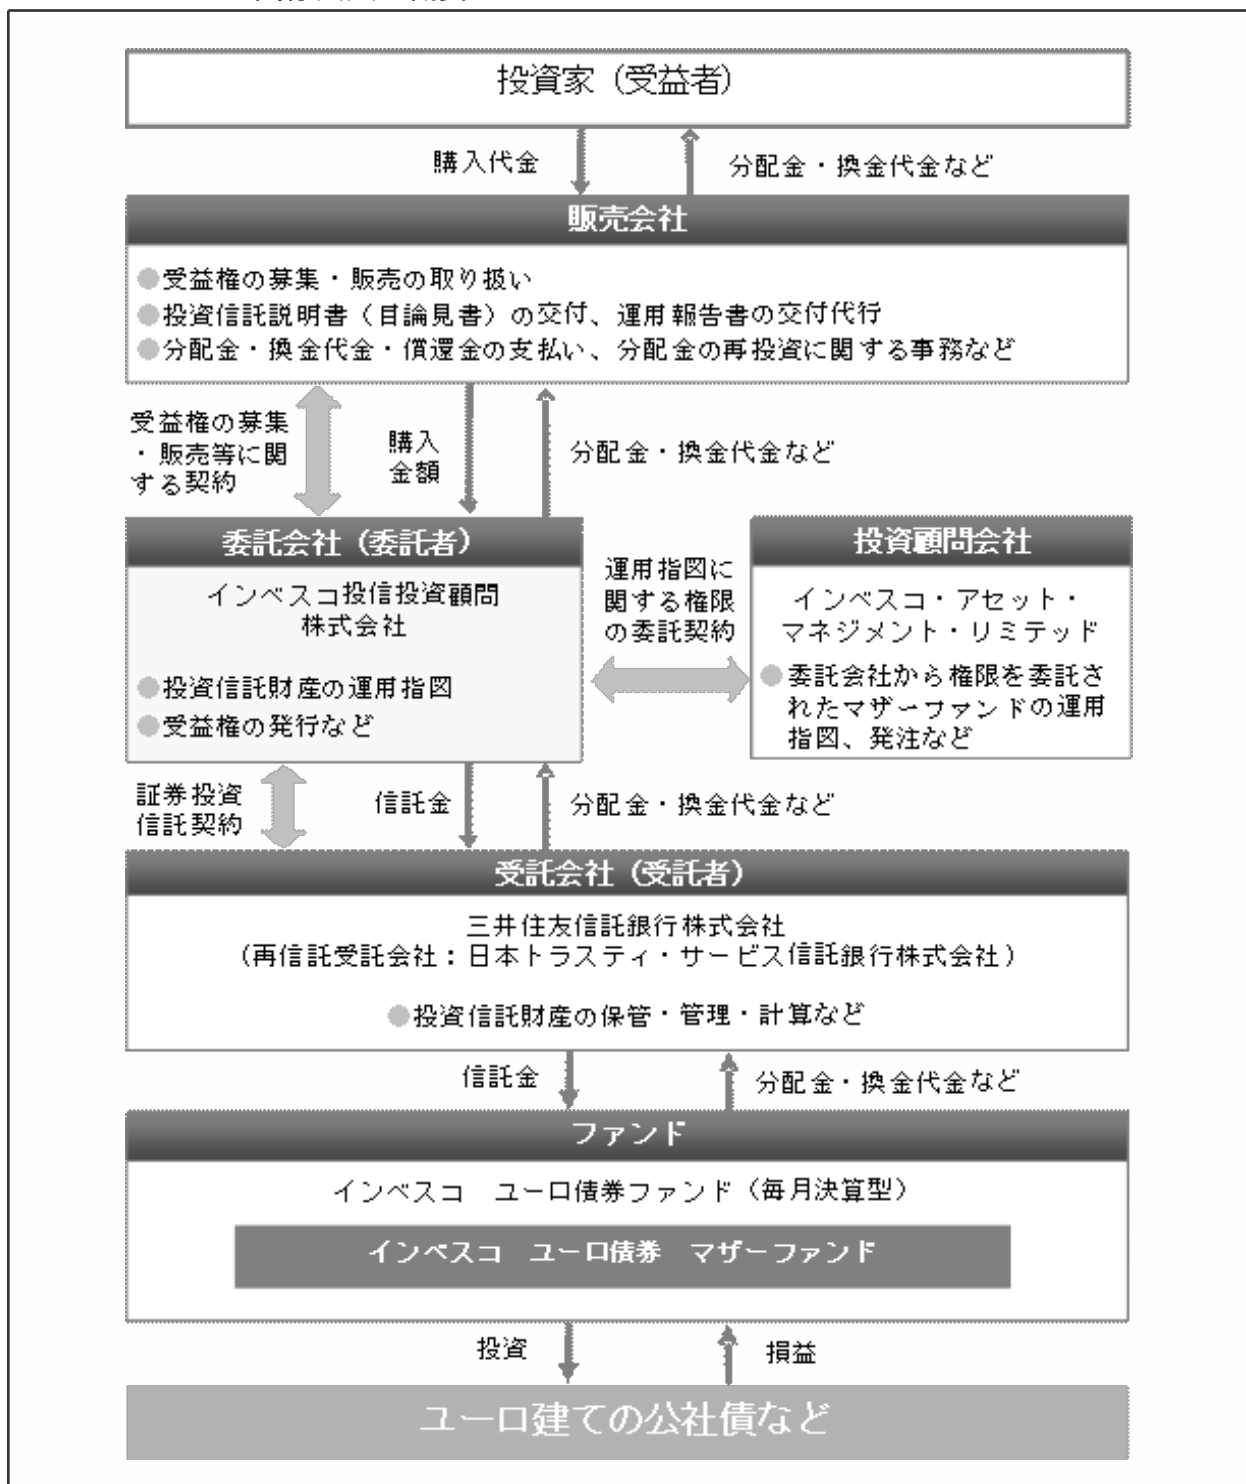 投資家（受益者）
購入代金
分配金・換金代金など
販売会社
●受益権の募集・販売の取り扱い
●投資信託説明書（目論見書）の交付、運用報告書の交付代行
●分配金・換金代金・償還金の支払い、分配金の再投資に関する事務など
受益権の募集
・販売等に関
する契約
購入
金額
分配金・換金代金など
委託会社（委託者）
インベスコ投信投資顧問
株式会社
●投資信託財産の運用指図
●受益権の発行など
運用指図に
関する権限
の委託契約
投資顧問会社
インベスコ・アセット・
マネジメント・リミテッド
●委託会社から権限を委託さ
れたマザーファンドの運用
指図、発注など
証券投資
信託契約
信託金
分配金・換金代金など
受託会社（受託者）
三井住友信託銀行株式会社
（再信託受託会社：日本トラスティ・サービス信託銀行株式会社）
●投資信託財産の保管・管理・計算など
信託金
分配金・換金代金など
ファンド
インベスコ　ユーロ債券ファンド（毎月決算型）
インベスコ　ユーロ債券　マザーファンド
投資
損益
ユーロ建ての公社債など